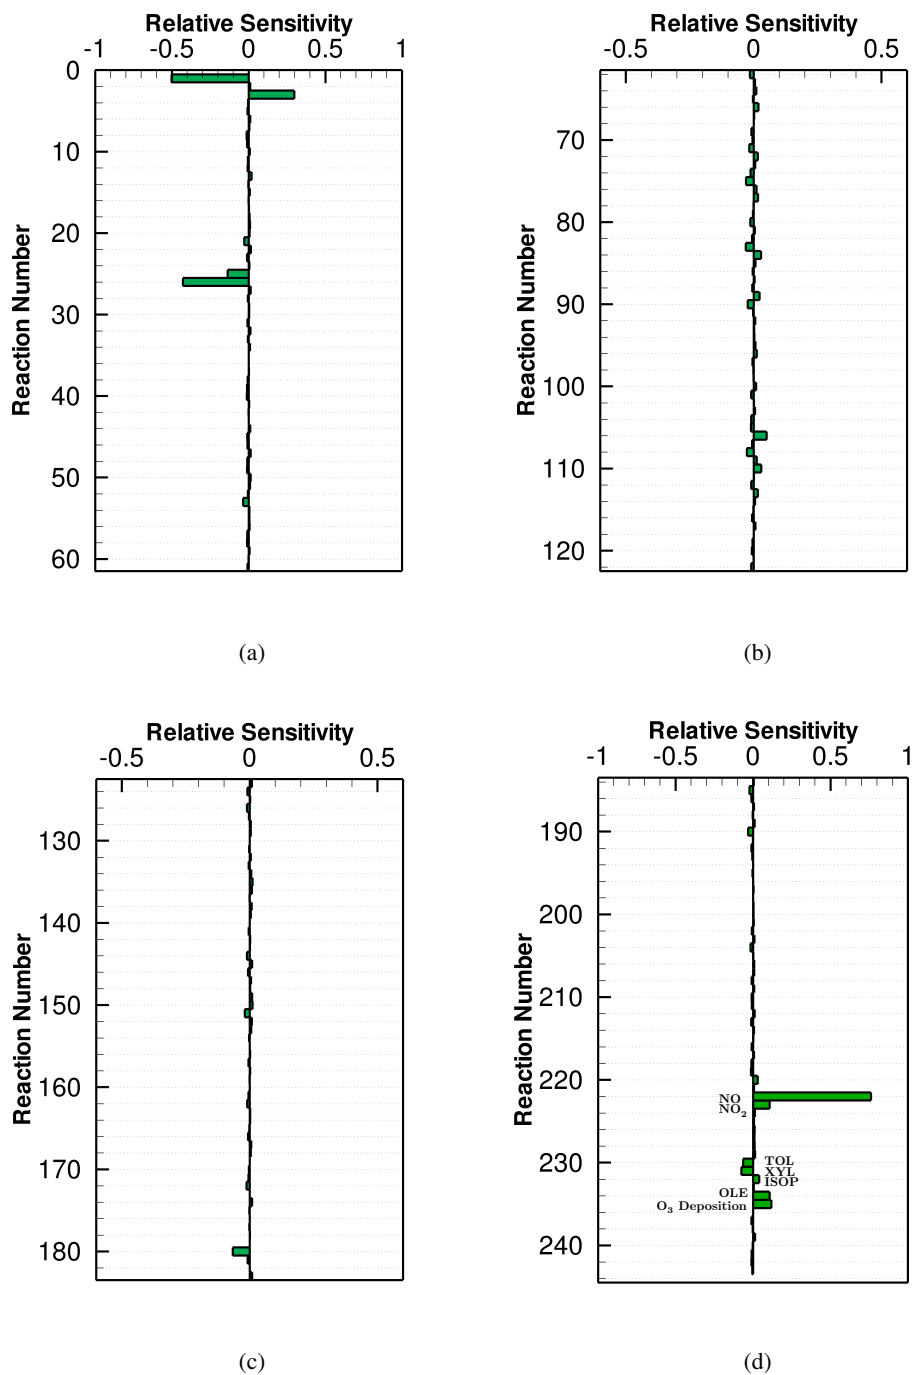 Relative Sensitivity
-1 -0.5 0 0.5 1
0
10
20
30
40
50
60
Reaction Number
(a)
Relative Sensitivity
-0.5 0 0.5
70
80
90
100
110
120
Reaction Number
(b)
Relative Sensitivity
-0.5 0 0.5
130
140
150
160
170
180
Reaction Number
(c)
Relative Sensitivity
-1 -0.5 0 0.5 1
190
200
210
220
230
240
Reaction Number
NO
NO₂
TOL
XYL
ISOP
OLE
O₃ Deposition
(d)